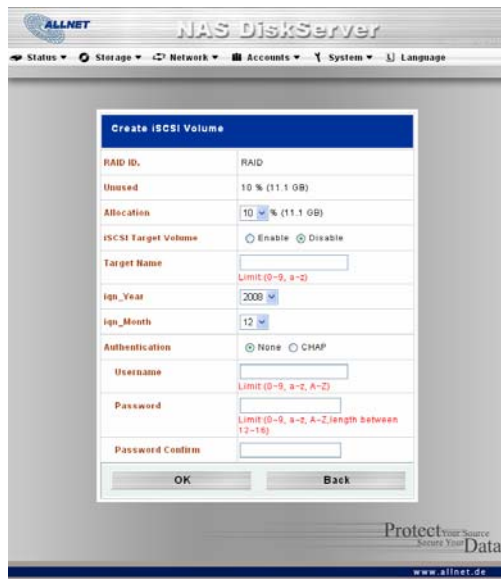 ALLNET
NAS DiskServer
Status Storage Network Accounts System Language
Create iSCSI Volume
RAID ID. RAID
Unused 10 % (11.1 GB)
Allocation 10 % (11.1 GB)
iSCSI Target Volume Enable Disable
Target Name
Limit:(0~9, a~z)
iqn_Year 2008
iqn_Month 12
Authentication None CHAP
Username
Limit:(0~9, a~z, A~Z)
Password
Limit:(0~9, a~z, A~Z,length between
12~16)
Password Confirm
OK Back
Protect Your Source
Secure Your Data
www.allnet.de